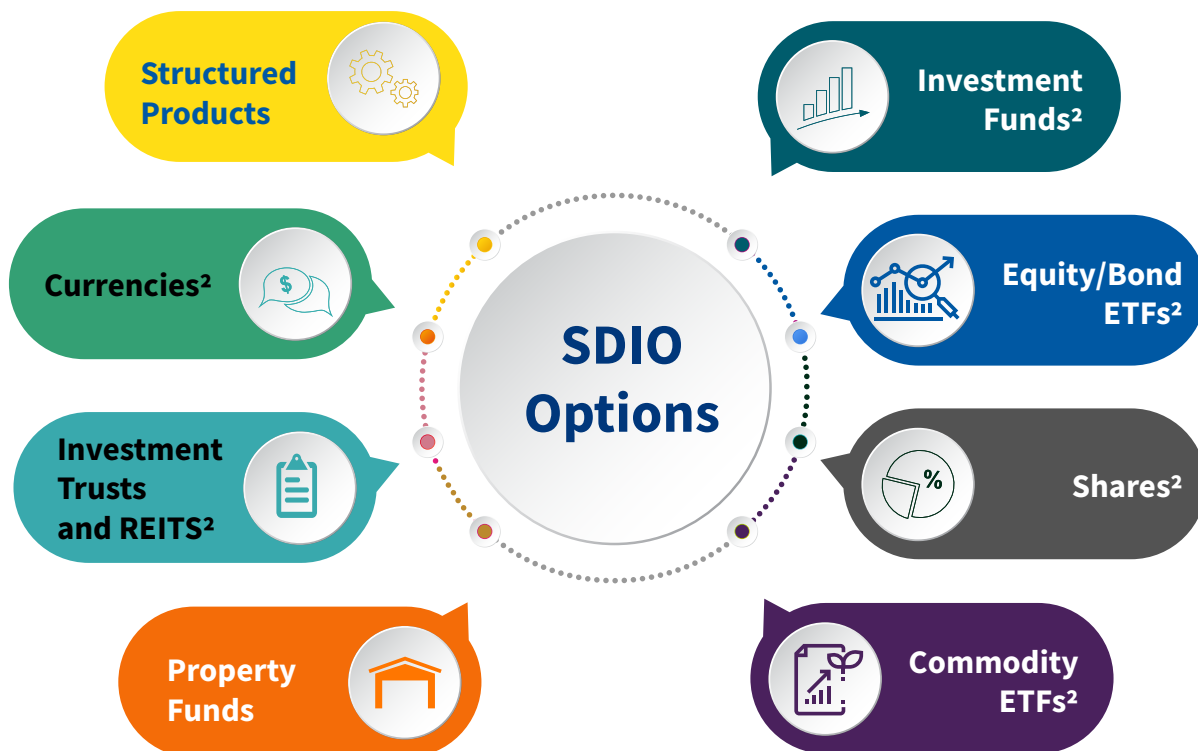 Structured
Products
Investment
Funds²
Currencies²
$
Equity/Bond
ETFs²
SDIO
Options
Investment
Trusts
and REITS²
%
Shares²
Property
Funds
Commodity
ETFs²